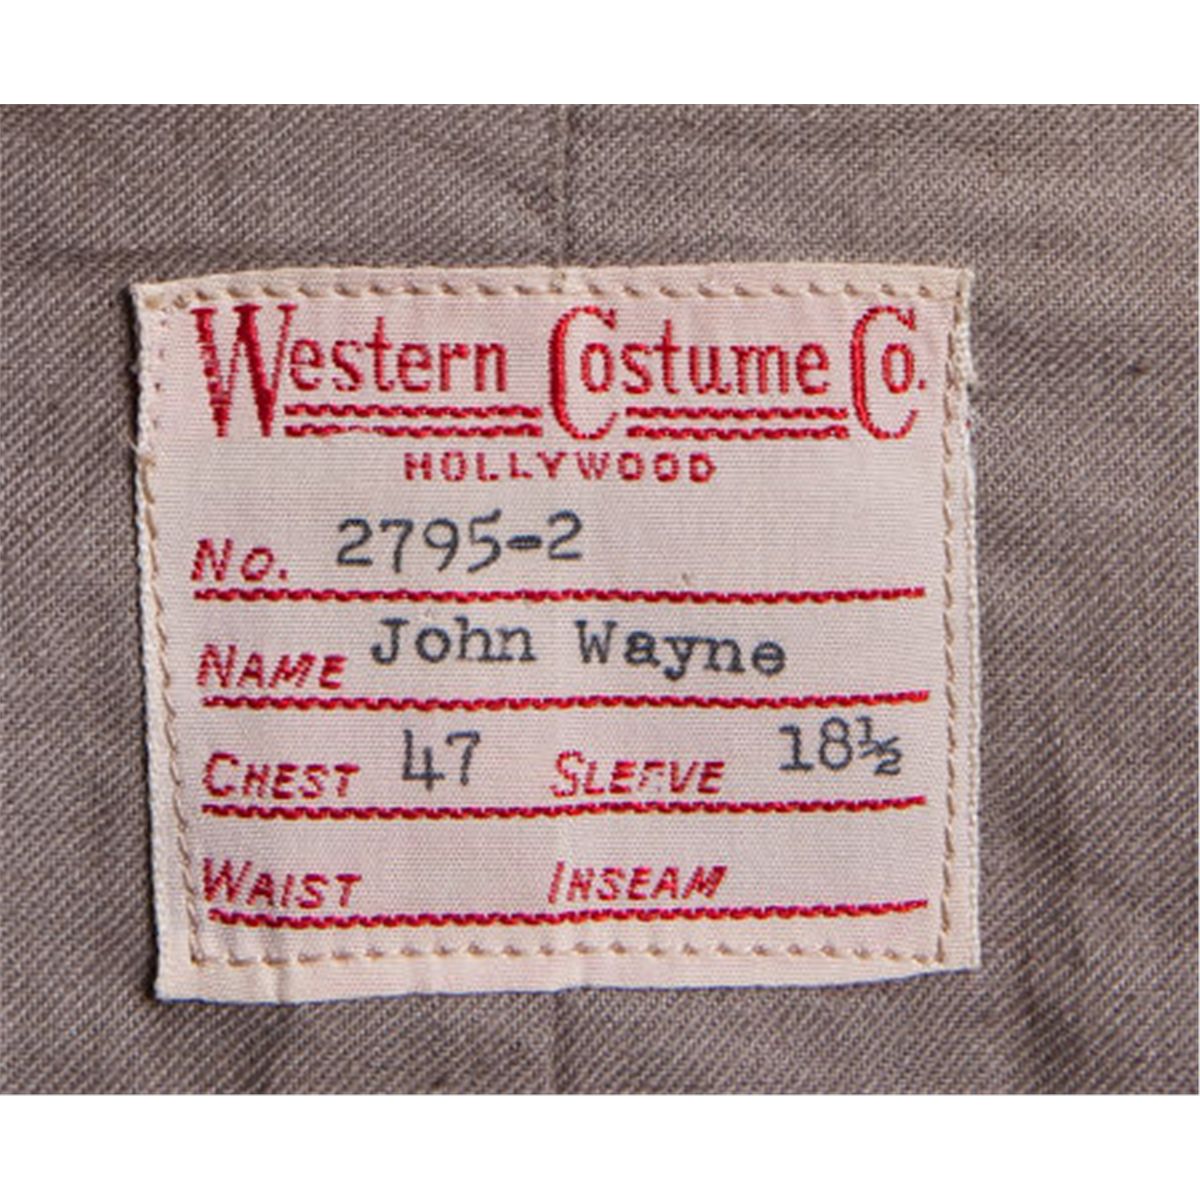 Western Costume Co.
HOLLYWOOD
No. 2795-2
NAME John Wayne
CHEST 47 SLEEVE 18½
WAIST INSEAM